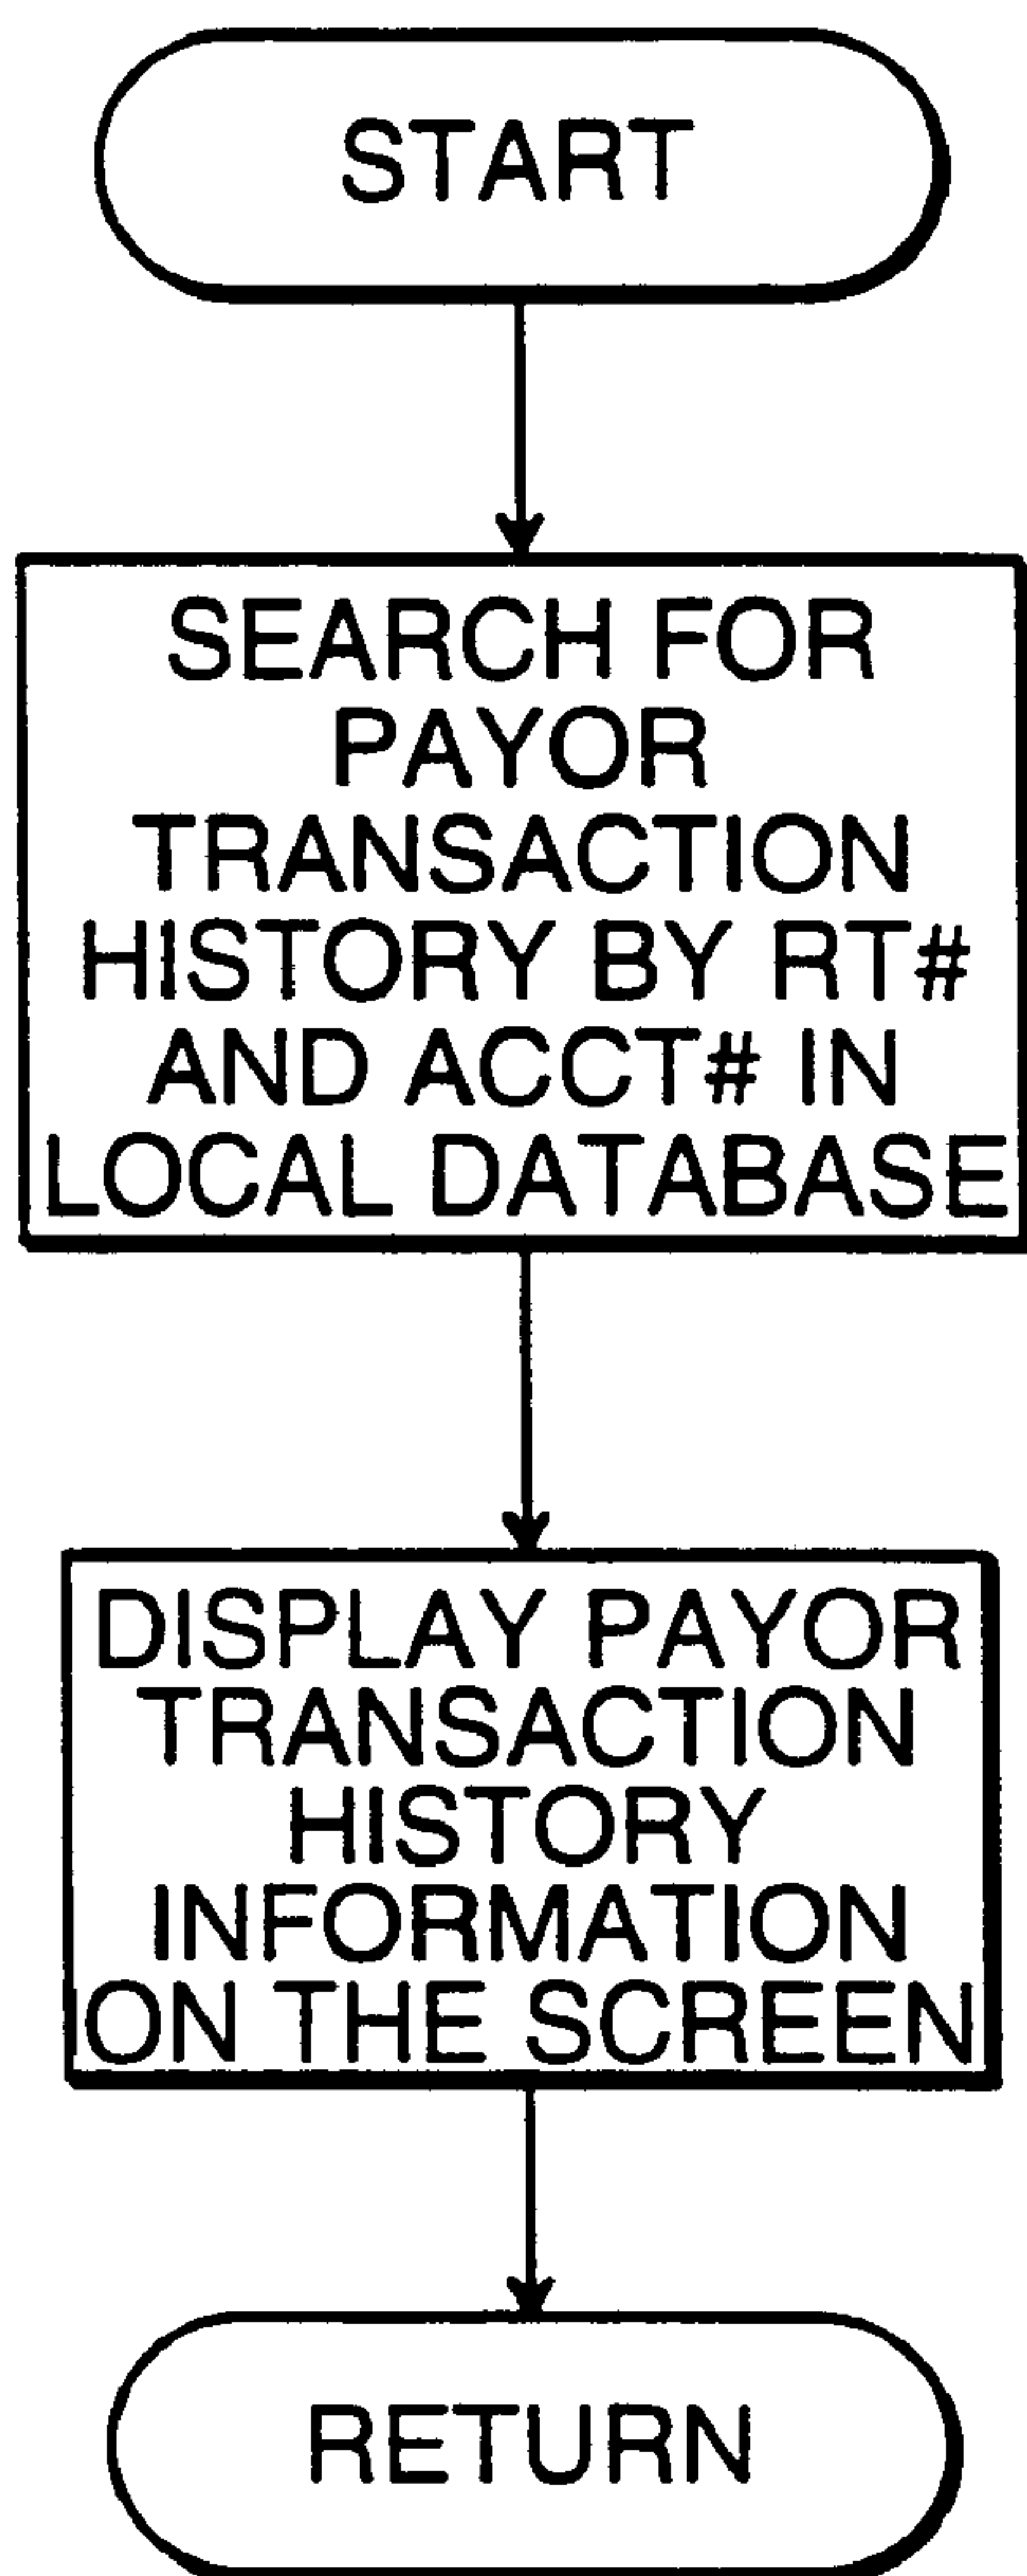 START
SEARCH FOR
PAYOR
TRANSACTION
HISTORY BY RT#
AND ACCT# IN
LOCAL DATABASE
DISPLAY PAYOR
TRANSACTION
HISTORY
INFORMATION
ON THE SCREEN
RETURN